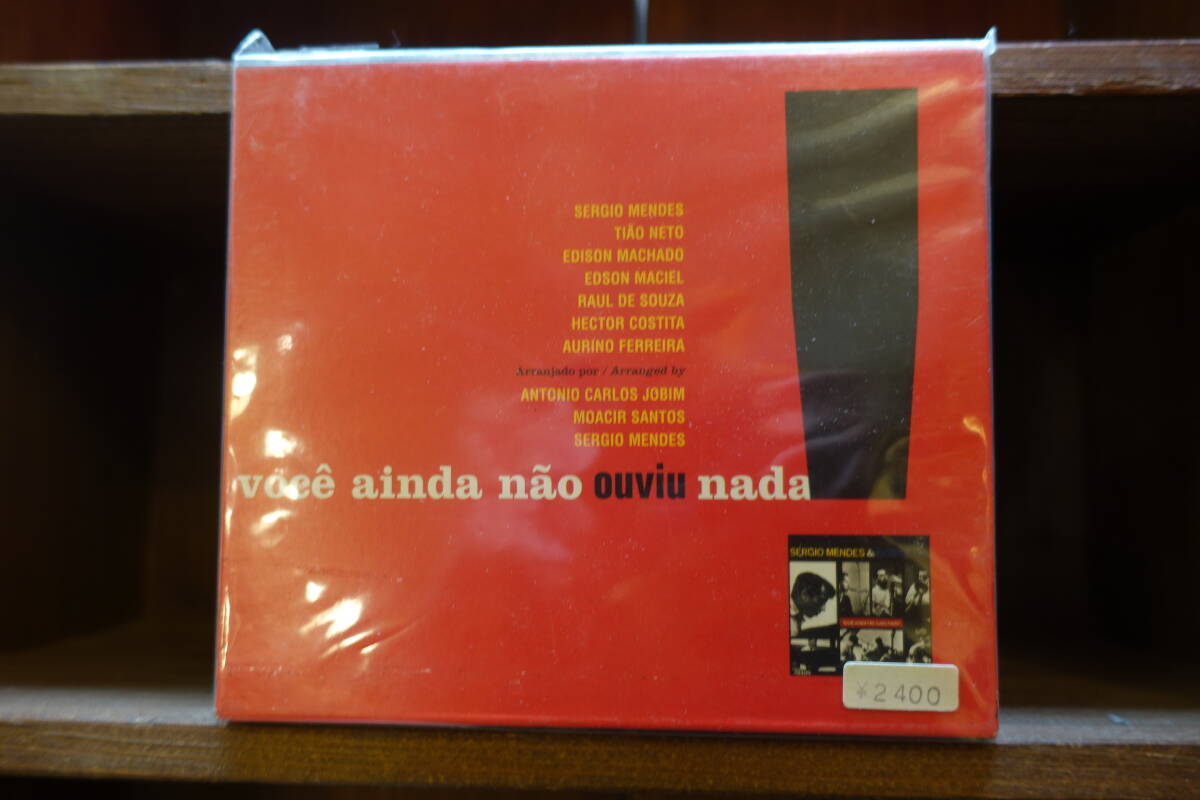 SERGIO MENDES
TIÃO NETO
EDISON MACHADO
EDSON MACIEL
RAUL DE SOUZA
HECTOR COSTITA
AURINO FERREIRA
Arranjado por / Arranged by
ANTONIO CARLOS JOBIM
MOACIR SANTOS
SERGIO MENDES
você ainda não ouviu nada
SÉRGIO MENDES &
¥2400